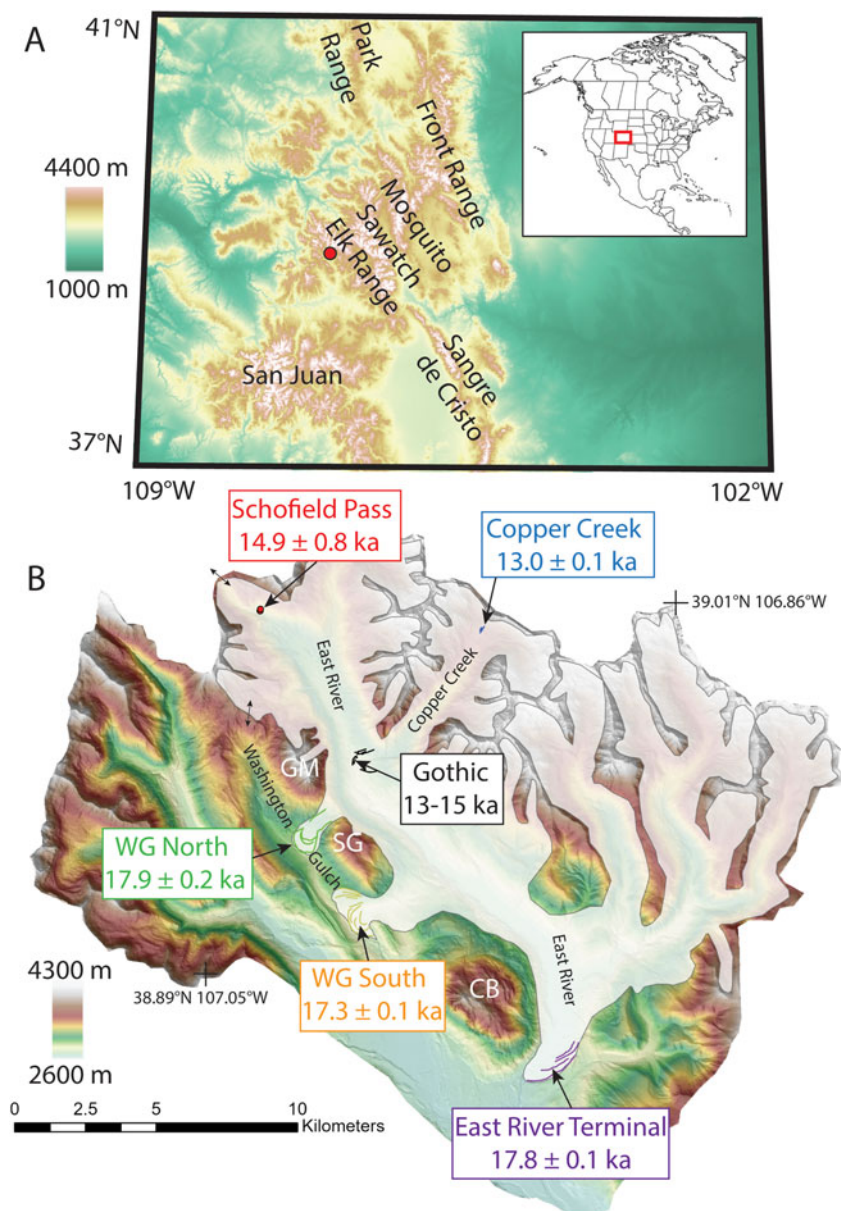 A
41°N
37°N
109°W
102°W
4400 m
1000 m
Park
Range
Front Range
Mosquito
Sawatch
Elk Range
San Juan
Sangre
de Cristo
B
Schofield Pass
14.9 ± 0.8 ka
Copper Creek
13.0 ± 0.1 ka
39.01°N 106.86°W
East River
Copper Creek
Gothic
13-15 ka
GM
Washington
Gulch
SG
WG North
17.9 ± 0.2 ka
WG South
17.3 ± 0.1 ka
CB
East River
38.89°N 107.05°W
4300 m
2600 m
0 2.5 5 10
Kilometers
East River Terminal
17.8 ± 0.1 ka